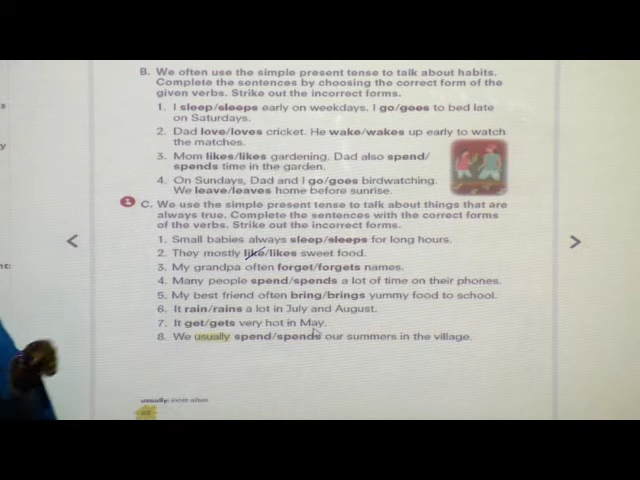 B. We often use the simple present tense to talk about habits.
Complete the sentences by choosing the correct form of the
given verbs. Strike out the incorrect forms.
1. I sleep/sleeps early on weekdays. I go/goes to bed late
on Saturdays.
2. Dad love/loves cricket. He wake/wakes up early to watch
the matches.
3. Mom likes/likes gardening. Dad also spend/
spends time in the garden.
4. On Sundays, Dad and I go/goes birdwatching.
We leave/leaves home before sunrise.
C. We use the simple present tense to talk about things that are
always true. Complete the sentences with the correct forms
of the verbs. Strike out the incorrect forms.
1. Small babies always sleep/sleeps for long hours.
2. They mostly like/likes sweet food.
3. My grandpa often forget/forgets names.
4. Many people spend/spends a lot of time on their phones.
5. My best friend often bring/brings yummy food to school.
6. It rain/rains a lot in July and August.
7. It get/gets very hot in May.
8. We usually spend/spends our summers in the village.
usually: most often